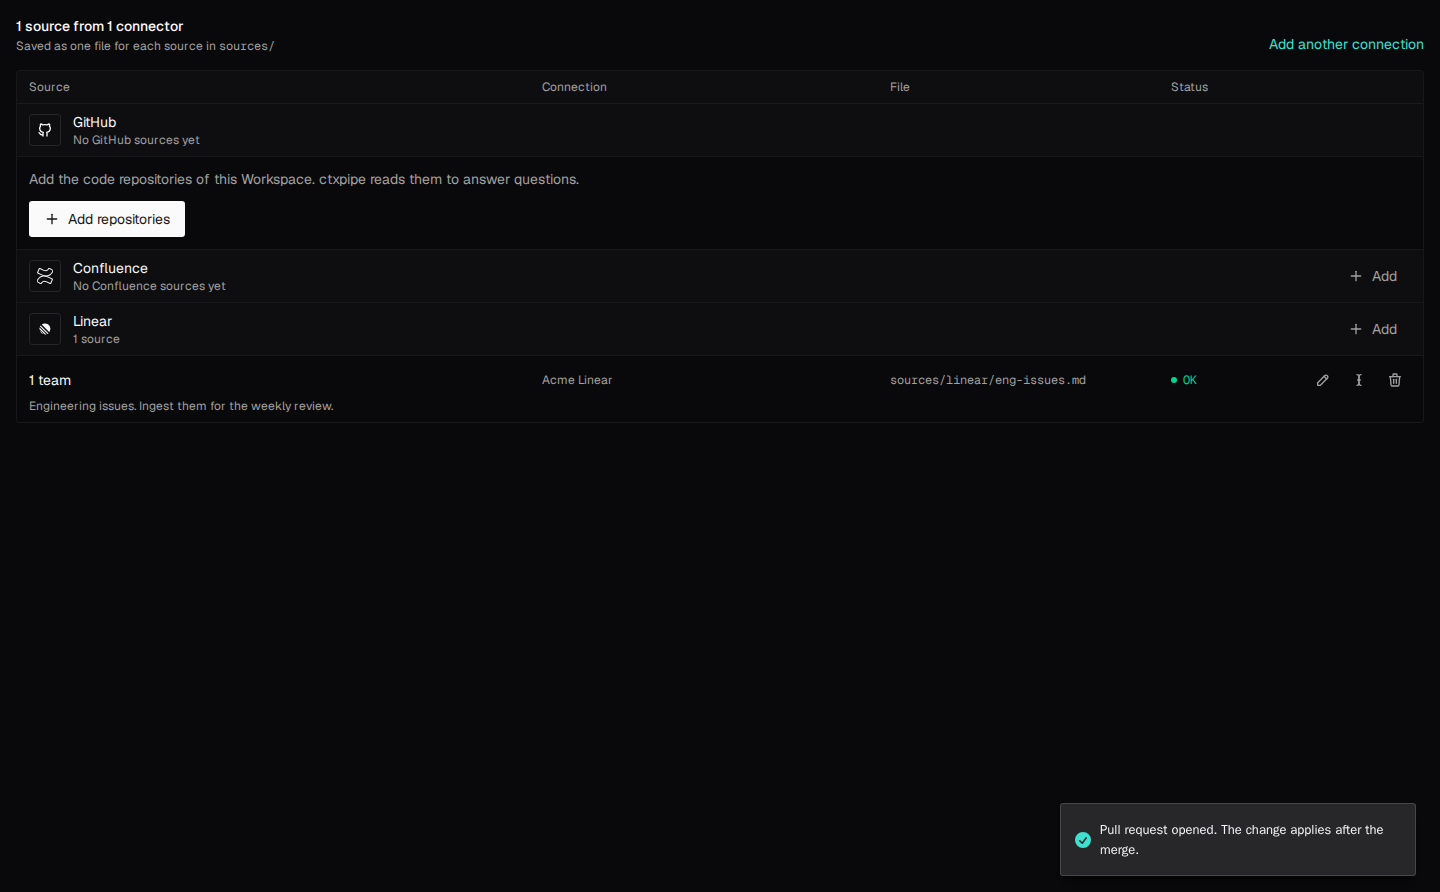 1 source from 1 connector
Saved as one file for each source in sources/
Add another connection
Source Connection File Status
GitHub
No GitHub sources yet
Add the code repositories of this Workspace. ctxpipe reads them to answer questions.
Add repositories
Confluence
No Confluence sources yet
Add
Linear
1 source
Add
1 team Acme Linear sources/linear/eng-issues.md OK
Engineering issues. Ingest them for the weekly review.
Pull request opened. The change applies after the
merge.